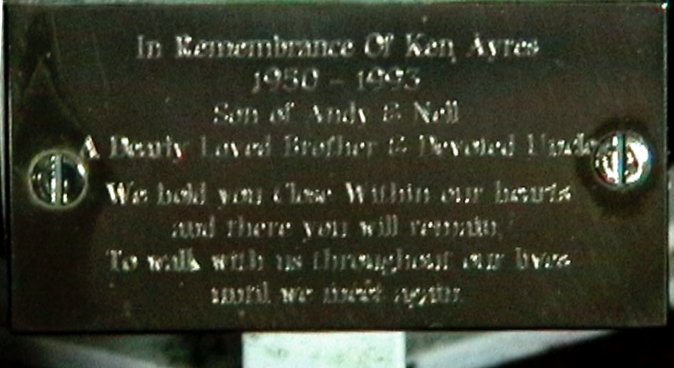 In Remembrance Of Ken Ayres
1950 - 1993
Son of Andy & Nell
A Dearly Loved Brother & Devoted Uncle
We hold you Close Within our hearts
and there you will remain,
To walk with us throughout our lives
until we meet again.